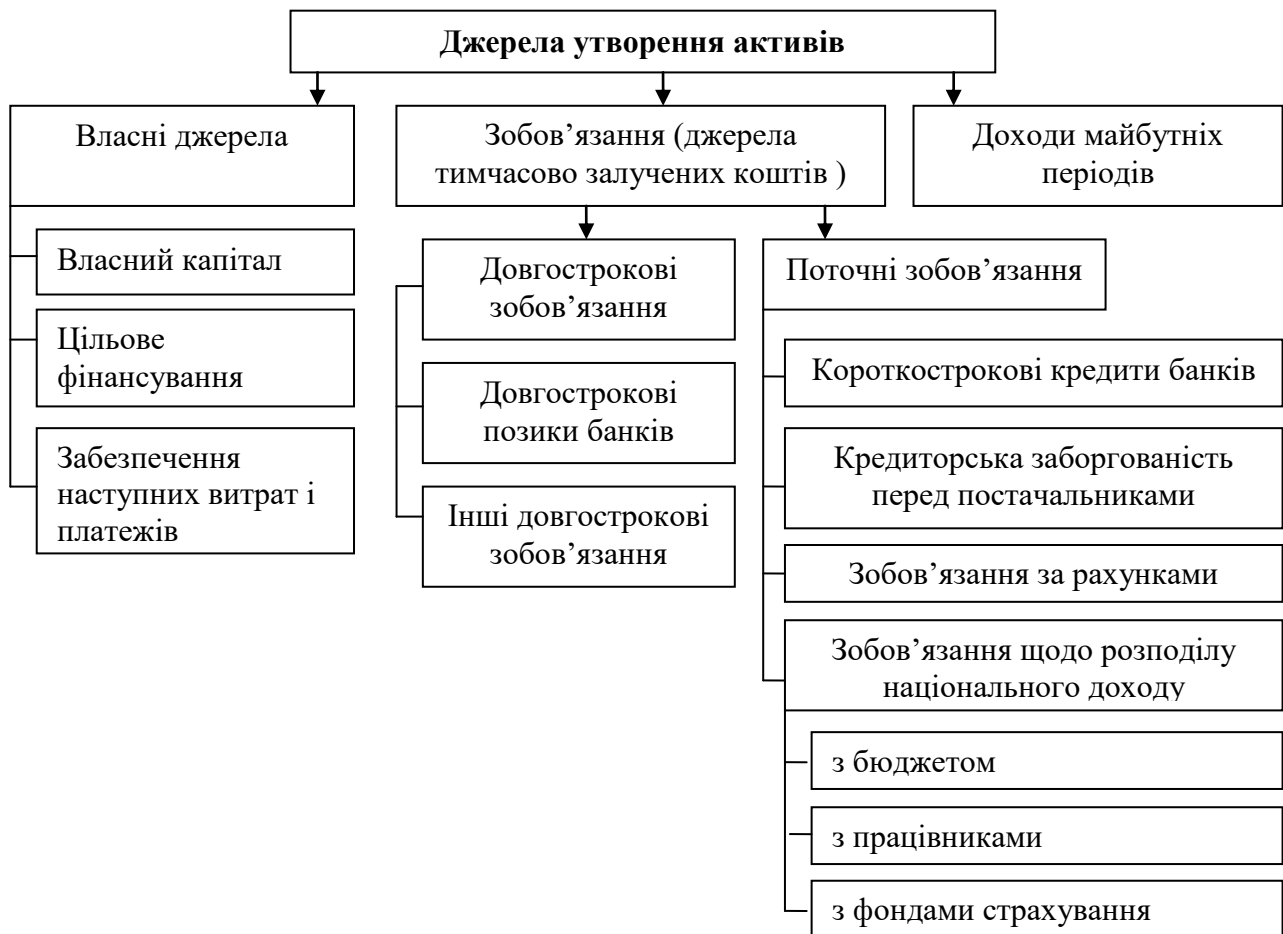 Джерела утворення активів
Власні джерела
Зобов’язання (джерела
тимчасово залучених коштів )
Доходи майбутніх
періодів
Власний капітал
Цільове
фінансування
Забезпечення
наступних витрат і
платежів
Довгострокові
зобов’язання
Довгострокові
позики банків
Інші довгострокові
зобов’язання
Поточні зобов’язання
Короткострокові кредити банків
Кредиторська заборгованість
перед постачальниками
Зобов’язання за рахунками
Зобов’язання щодо розподілу
національного доходу
з бюджетом
з працівниками
з фондами страхування